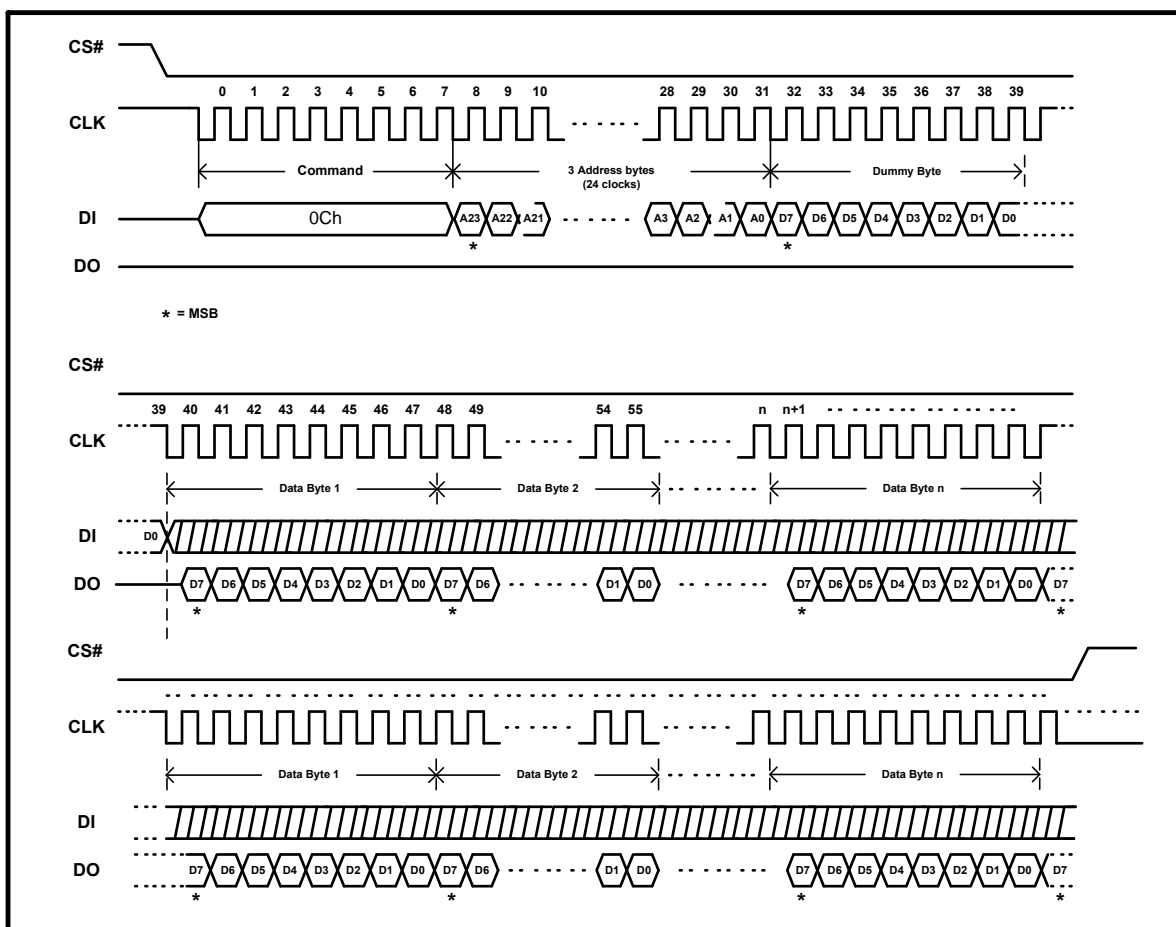 CS#
0 1 2 3 4 5 6 7 8 9 10 28 29 30 31 32 33 34 35 36 37 38 39
CLK
Command
3 Address bytes
(24 clocks)
Dummy Byte
DI 0Ch A23 A22 A21 A3 A2 A1 A0 D7 D6 D5 D4 D3 D2 D1 D0
* *
DO
* = MSB
CS#
39 40 41 42 43 44 45 46 47 48 49 54 55 n n+1
CLK
Data Byte 1 Data Byte 2 Data Byte n
DI D0
DO D7 D6 D5 D4 D3 D2 D1 D0 D7 D6 D1 D0 D7 D6 D5 D4 D3 D2 D1 D0 D7
* * * *
CS#
CLK
Data Byte 1 Data Byte 2 Data Byte n
DI
DO D7 D6 D5 D4 D3 D2 D1 D0 D7 D6 D1 D0 D7 D6 D5 D4 D3 D2 D1 D0 D7
* * * *